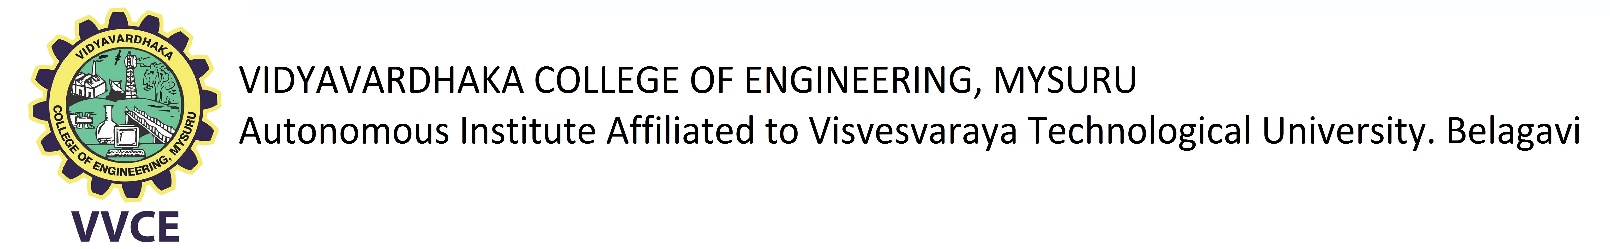 VIDYAVARDHAKA
COLLEGE OF ENGINEERING, MYSURU
VVCE
VIDYAVARDHAKA COLLEGE OF ENGINEERING, MYSURU
Autonomous Institute Affiliated to Visvesvaraya Technological University. Belagavi